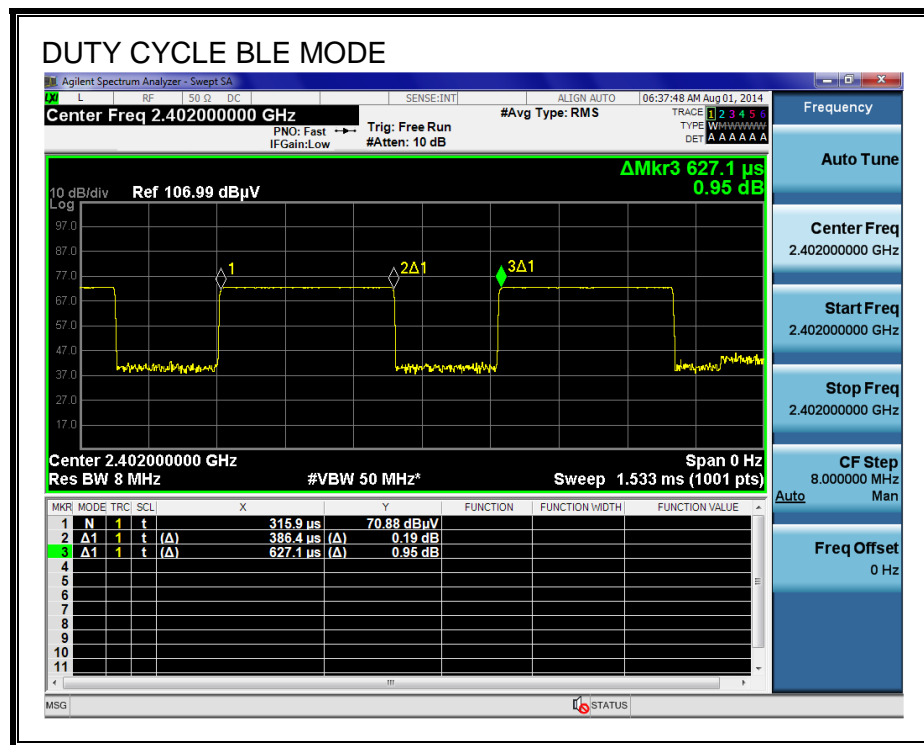 DUTY CYCLE BLE MODE
Agilent Spectrum Analyzer - Swept SA
LXI L RF 50 Ω DC SENSE:INT ALIGN AUTO 06:37:48 AM Aug 01, 2014
Center Freq 2.402000000 GHz
#Avg Type: RMS
TRACE 1 2 3 4 5 6
TYPE WMWWWWW
DET A A A A A A
PNO: Fast
IFGain:Low
Trig: Free Run
#Atten: 10 dB
ΔMkr3 627.1 µs
0.95 dB
10 dB/div Ref 106.99 dBµV
Log
97.0
87.0
77.0
67.0
57.0
47.0
37.0
27.0
17.0
1
2Δ1
3Δ1
Center 2.402000000 GHz Span 0 Hz
Res BW 8 MHz #VBW 50 MHz* Sweep 1.533 ms (1001 pts)
MKR MODE TRC SCL X Y FUNCTION FUNCTION WIDTH FUNCTION VALUE
1 N 1 t 315.9 µs 70.88 dBµV
2 Δ1 1 t (Δ) 386.4 µs (Δ) 0.19 dB
3 Δ1 1 t (Δ) 627.1 µs (Δ) 0.95 dB
4
5
6
7
8
9
10
11
MSG STATUS
Frequency
Auto Tune
Center Freq
2.402000000 GHz
Start Freq
2.402000000 GHz
Stop Freq
2.402000000 GHz
CF Step
8.000000 MHz
Auto Man
Freq Offset
0 Hz